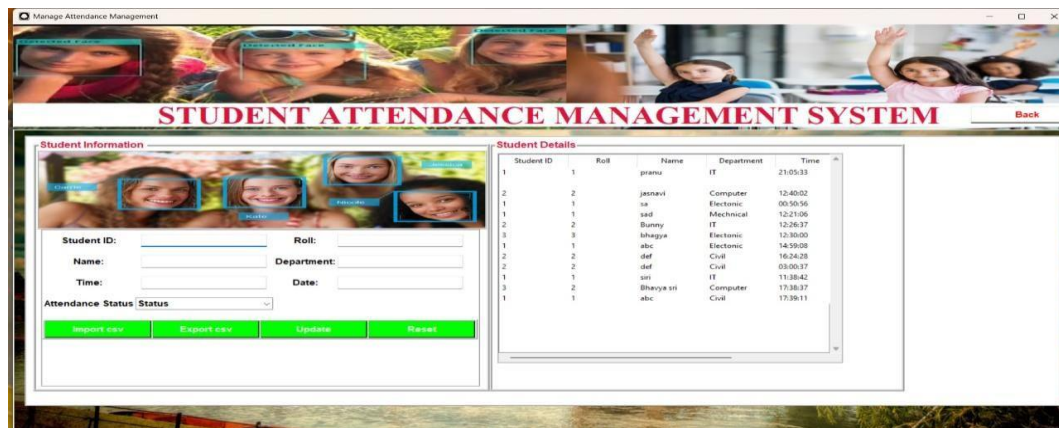 Manage Attendance Management
Detected Face
Detected Face
Detected Face
STUDENT ATTENDANCE MANAGEMENT SYSTEM
Back
Student Information
Kate
Nicole
Student ID:
Roll:
Name:
Department:
Time:
Date:
Attendance Status Status
Import csv Export csv Update Reset
Student Details
Student ID Roll Name Department Time
1 1 pranu IT 21:05:33
2 2 jasnavi Computer 12:40:02
1 1 sa Electonic 00:50:56
1 1 sad Mechnical 12:21:06
2 2 Bunny IT 12:26:37
3 3 bhagya Electonic 12:30:00
1 1 abc Electonic 14:59:08
2 2 def Civil 16:24:28
2 2 def Civil 03:00:37
1 1 siri IT 11:38:42
3 2 Bhavya sri Computer 17:38:37
1 1 abc Civil 17:39:11